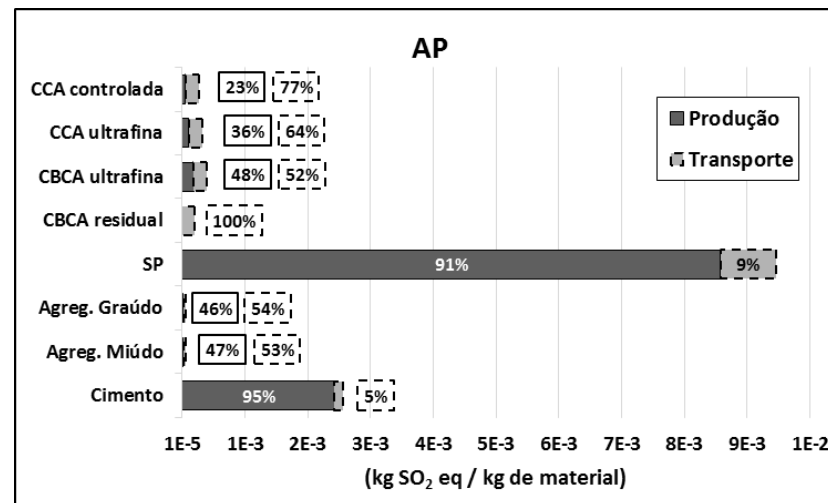 AP
CCA controlada 23% 77%
CCA ultrafina 36% 64%
CBCA ultrafina 48% 52%
CBCA residual 100%
SP 91% 9%
Agreg. Graúdo 46% 54%
Agreg. Miúdo 47% 53%
Cimento 95% 5%
Produção
Transporte
1E-5 1E-3 2E-3 3E-3 4E-3 5E-3 6E-3 7E-3 8E-3 9E-3 1E-2
(kg SO₂ eq / kg de material)